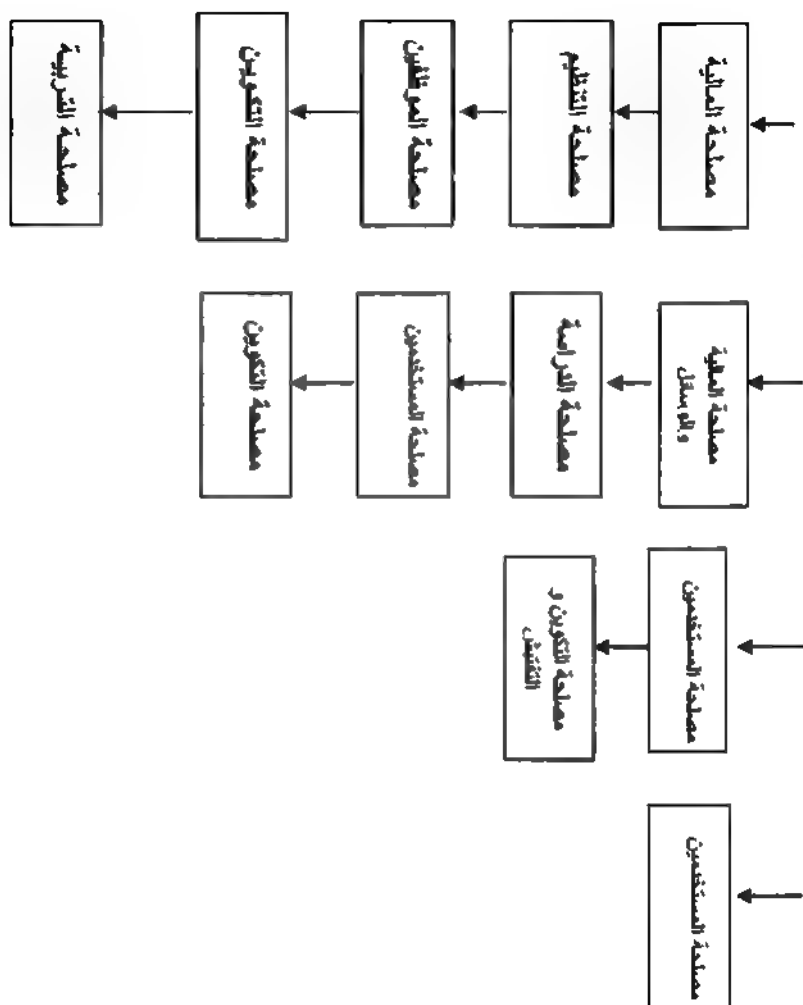 مصلحة المالية
مصلحة التنظيم
مصلحة الموظفين
مصلحة التكوين
مصلحة التربية
مصلحة المالية
والوسائل
مصلحة الدراسة
مصلحة المستخدمين
مصلحة التكوين
مصلحة المستخدمين
مصلحة التكوين و
التفتيش
مصلحة المستخدمين